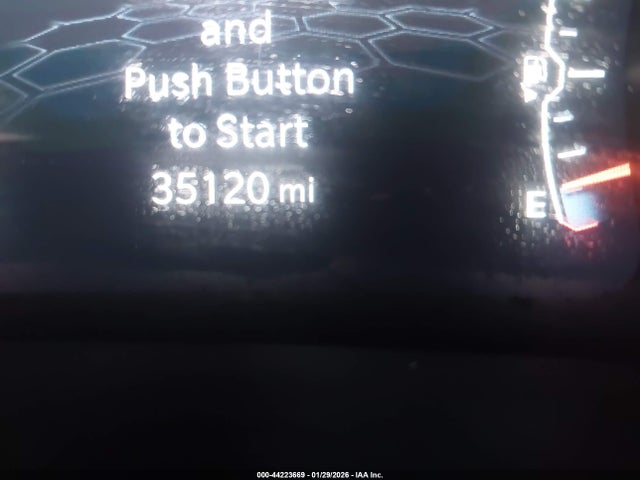 and
Push Button
to Start
35120 mi
E
000-44223669 - 01/29/2026 - IAA Inc.